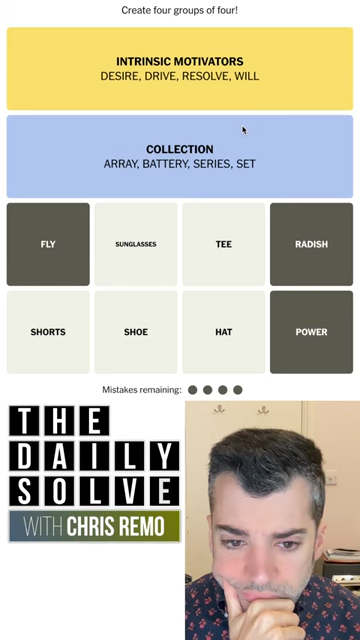 Create four groups of four!
INTRINSIC MOTIVATORS
DESIRE, DRIVE, RESOLVE, WILL
COLLECTION
ARRAY, BATTERY, SERIES, SET
FLY SUNGLASSES TEE RADISH
SHORTS SHOE HAT POWER
Mistakes remaining:
THE
DAILY
SOLVE
WITH CHRIS REMO